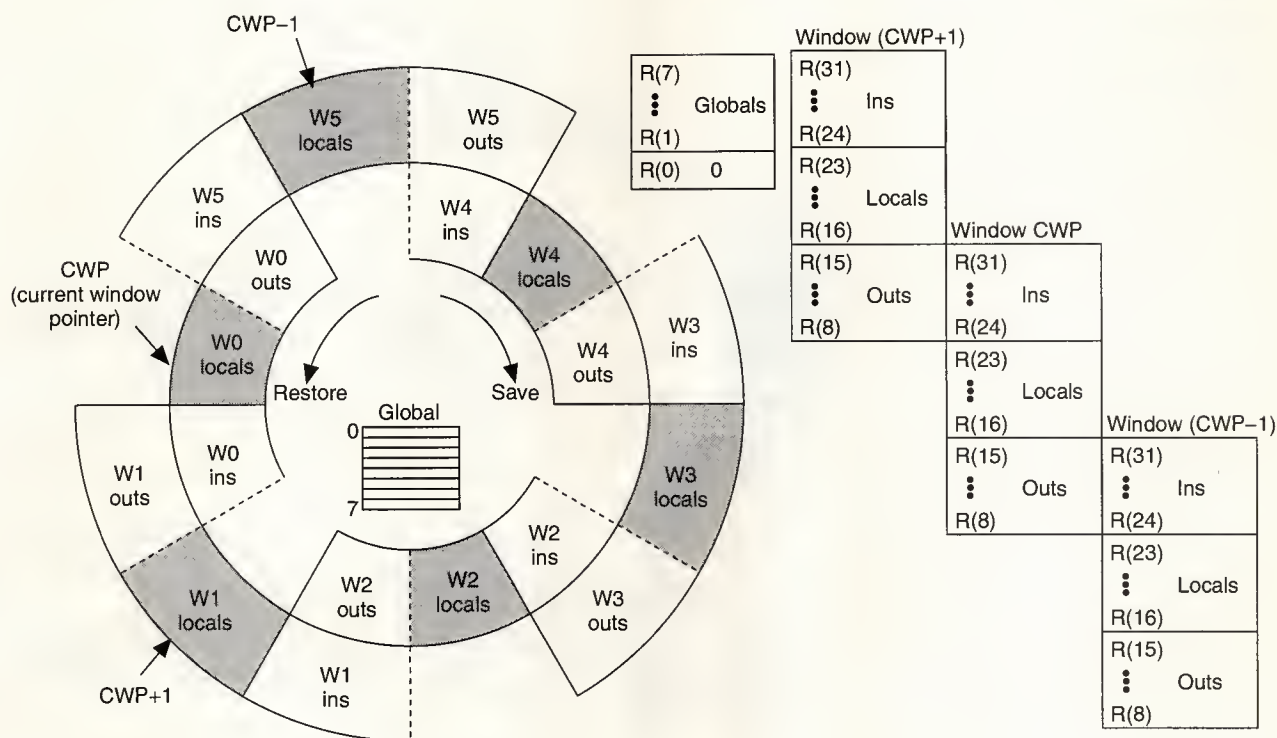 CWP–1
W5
locals
W5
outs
W5
ins
W4
ins
W0
outs
W4
locals
CWP
(current window
pointer)
W3
ins
W0
locals
W4
outs
Restore
Save
Global
0
7
W0
ins
W1
outs
W3
locals
W2
ins
W1
locals
W2
outs
W2
locals
W3
outs
W1
ins
CWP+1
R(7)
Globals
R(1)
R(0) 0
Window (CWP+1)
R(31)
Ins
R(24)
R(23)
Locals
R(16)
R(15)
Outs
R(8)
Window CWP
R(31)
Ins
R(24)
R(23)
Locals
R(16)
R(15)
Outs
R(8)
Window (CWP–1)
R(31)
Ins
R(24)
R(23)
Locals
R(16)
R(15)
Outs
R(8)